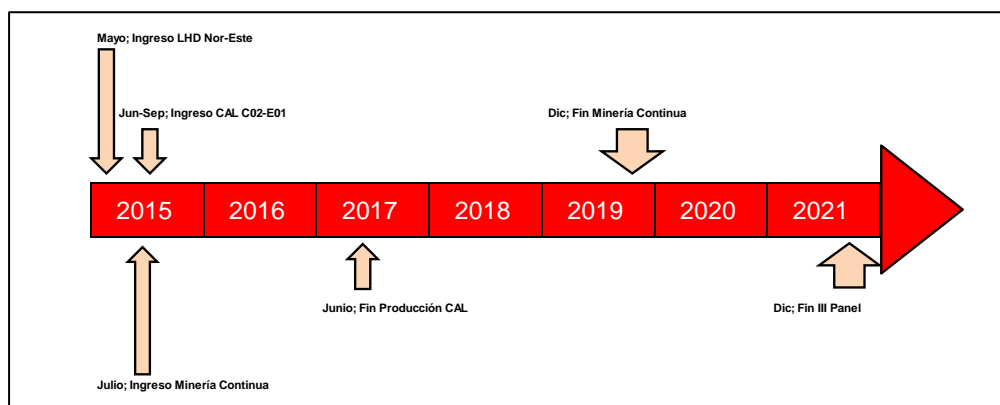 Mayo; Ingreso LHD Nor-Este
Jun-Sep; Ingreso CAL C02-E01
Dic; Fin Minería Continua
2015 2016 2017 2018 2019 2020 2021
Junio; Fin Producción CAL
Dic; Fin III Panel
Julio; Ingreso Minería Continua